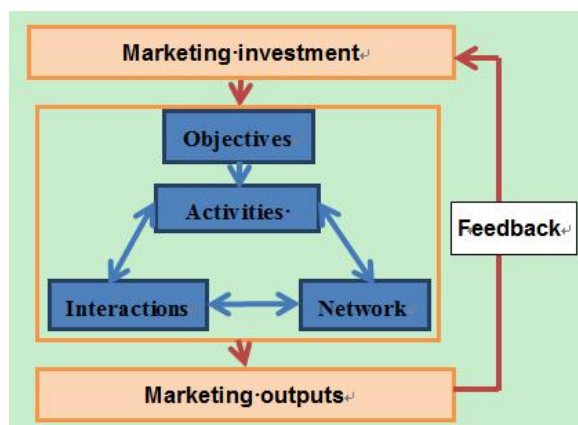 Marketing·investment↵
Objectives
Activities·
Feedback↵
Interactions
Network
Marketing·outputs↵